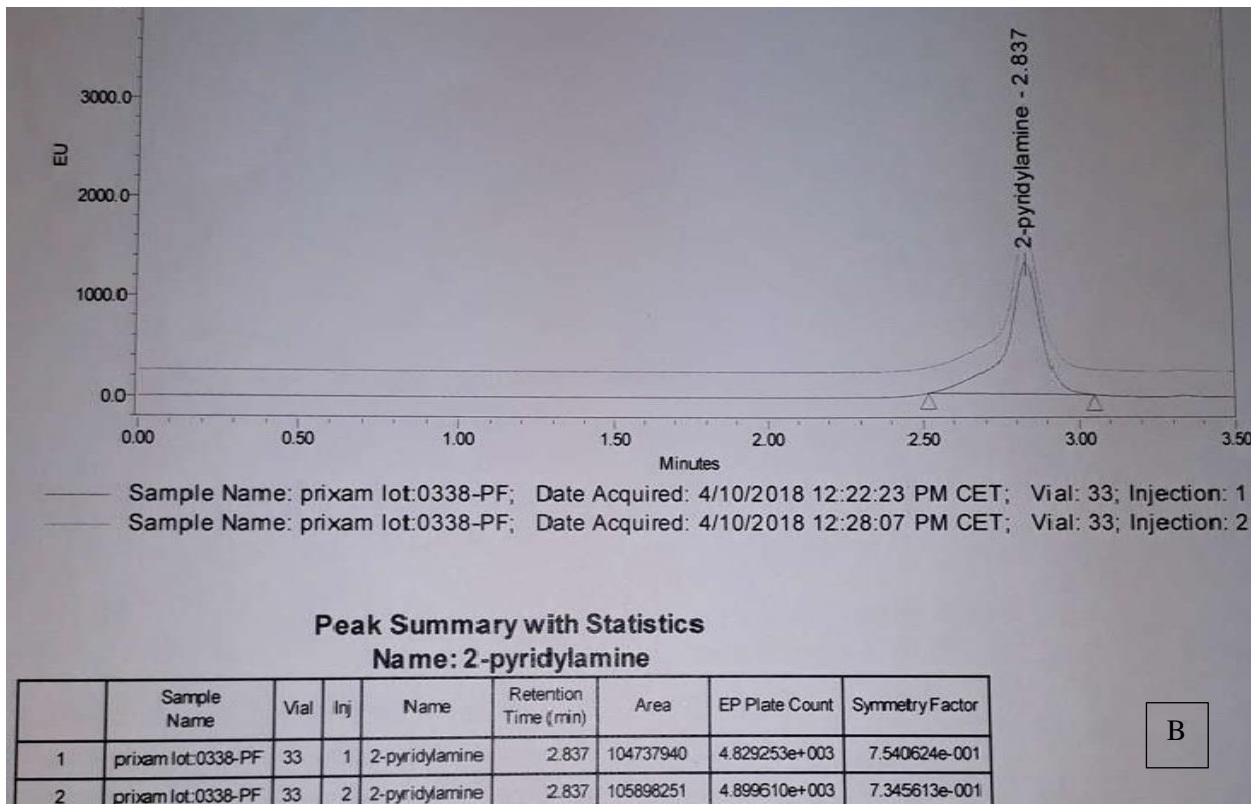 3000.0
EU
2000.0
1000.0
0.0
2-pyridylamine - 2.837
0.00 0.50 1.00 1.50 2.00 2.50 3.00 3.50
Minutes
Sample Name: prixam lot:0338-PF; Date Acquired: 4/10/2018 12:22:23 PM CET; Vial: 33; Injection: 1
Sample Name: prixam lot:0338-PF; Date Acquired: 4/10/2018 12:28:07 PM CET; Vial: 33; Injection: 2
Peak Summary with Statistics
Name: 2-pyridylamine
Sample Name Vial Inj Name Retention Time (min) Area EP Plate Count Symmetry Factor
1 prixam lot:0338-PF 33 1 2-pyridylamine 2.837 104737940 4.829253e+003 7.540624e-001
2 prixam lot:0338-PF 33 2 2-pyridylamine 2.837 105898251 4.899610e+003 7.345613e-001
B